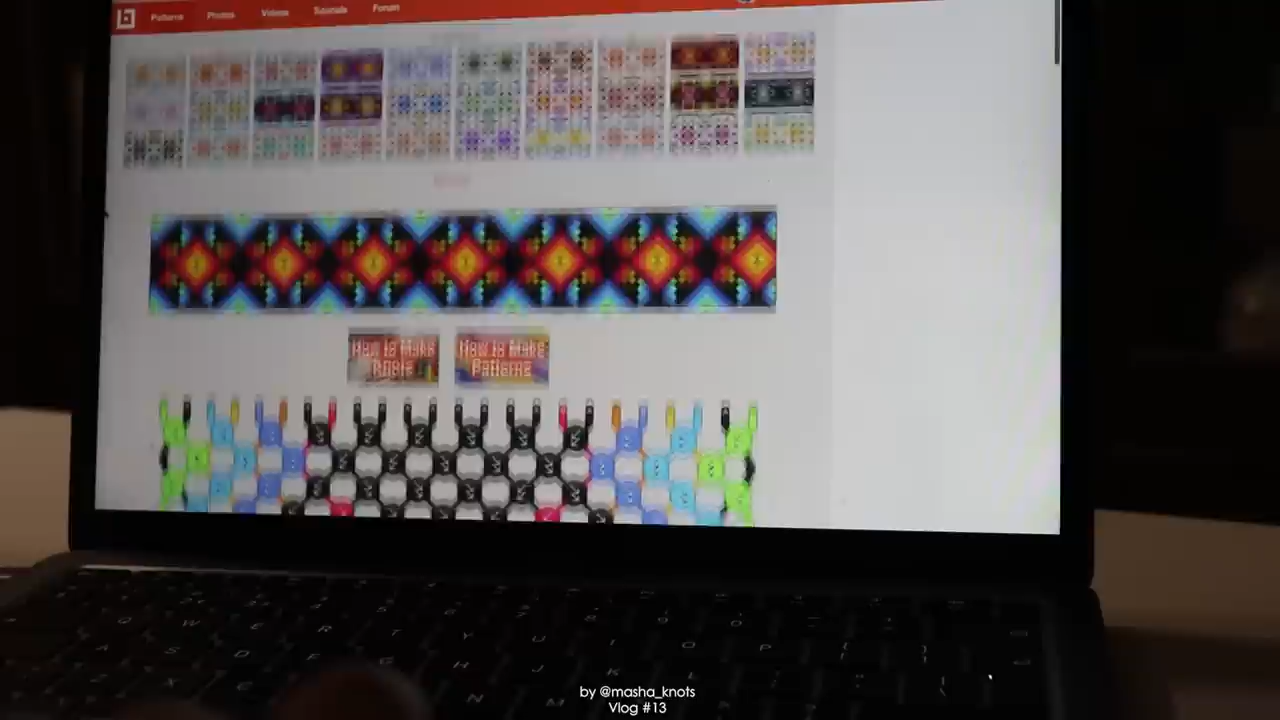 Patterns Photos Videos Tutorials Forum
How to Make
Knots
How to Make
Patterns
Q W E R T Y U I O P
A S D F G H J K L
Z X C N M
by @masha_knots
Vlog #13